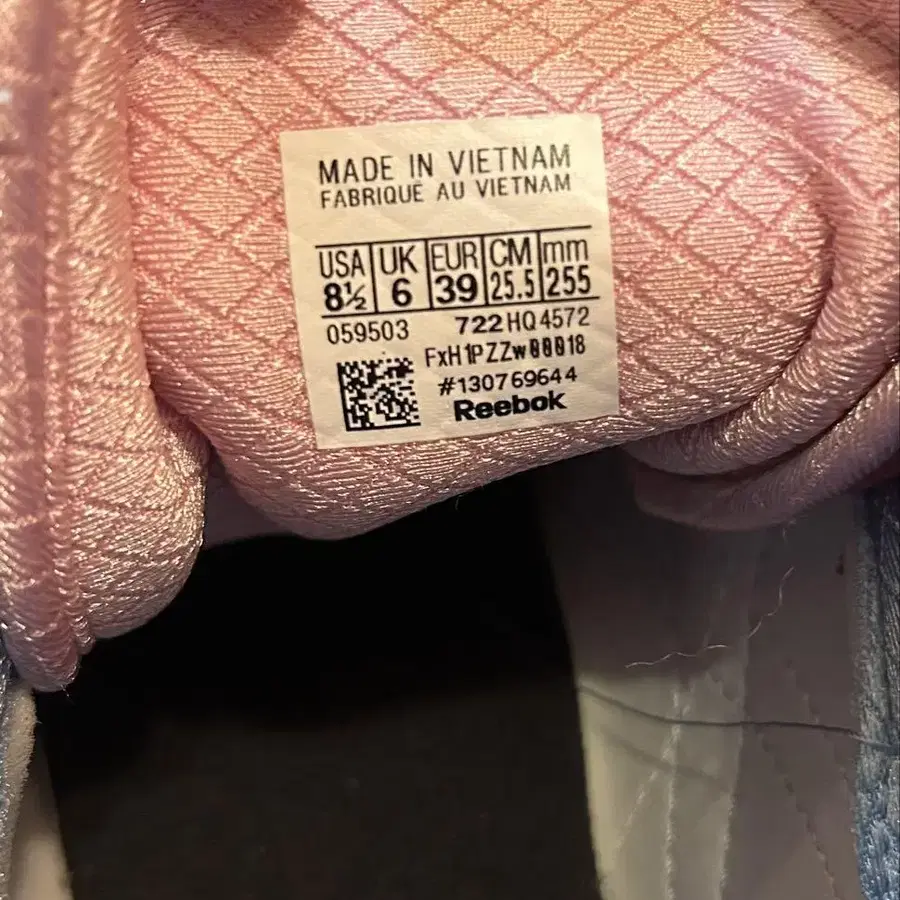 MADE IN VIETNAM
FABRIQUÉ AU VIETNAM
USA UK EUR CM mm
8½ 6 39 25.5 255
059503 722 HQ4572
FxH1PZZw00018
#130769644
Reebok